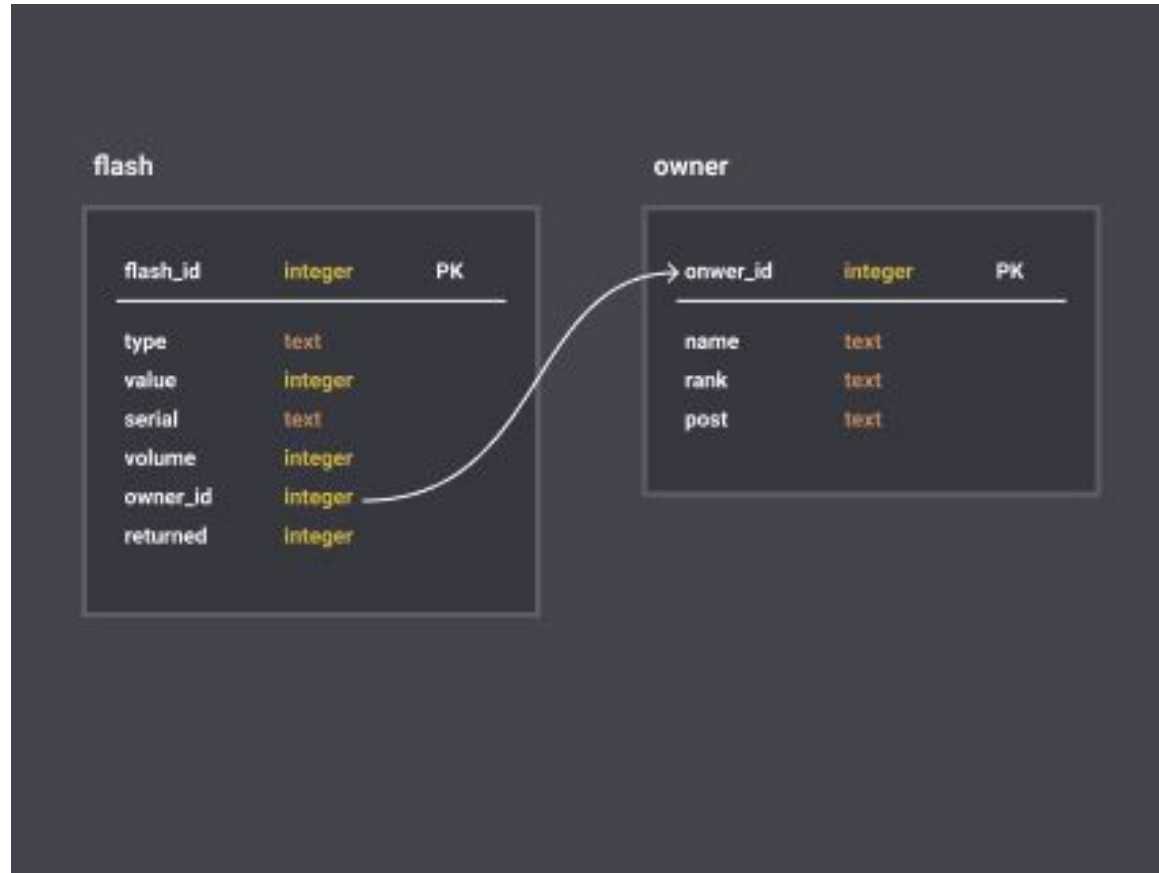 flash
flash_id integer PK
type text
value integer
serial text
volume integer
owner_id integer
returned integer
owner
onwer_id integer PK
name text
rank text
post text